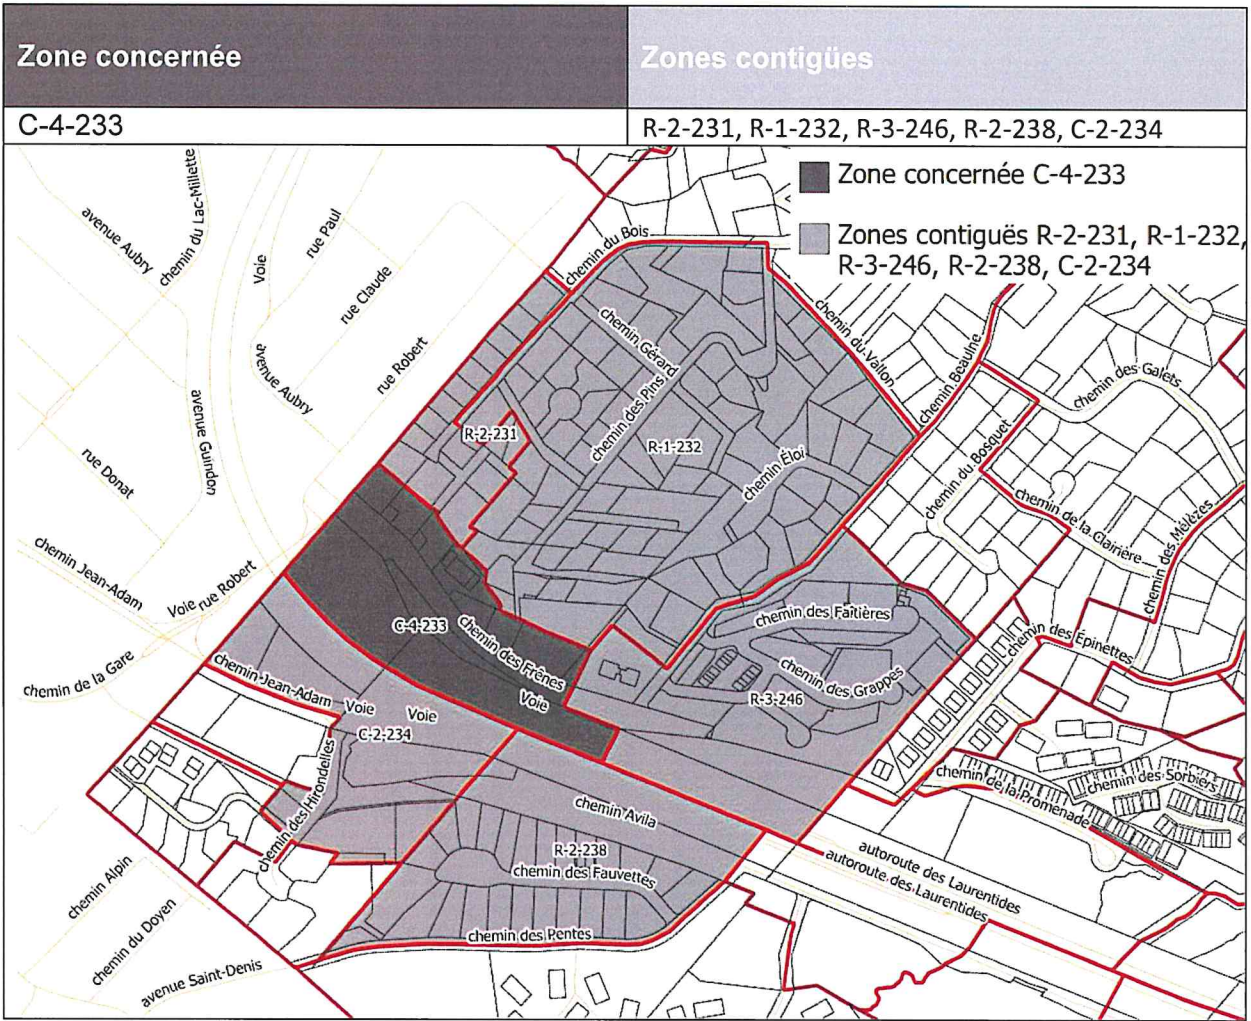 Zone concernée
Zones contigües
C-4-233
R-2-231, R-1-232, R-3-246, R-2-238, C-2-234
Zone concernée C-4-233
Zones contiguës R-2-231, R-1-232,
R-3-246, R-2-238, C-2-234
avenue Aubry
chemin du Lac-Millette
Voie
rue Paul
rue Claude
avenue Aubry
rue Robert
avenue Guindon
rue Donat
chemin Jean-Adam
Voie
rue Robert
chemin de la Gare
chemin du Bois
chemin Gérard
chemin des Pins
R-2-231
R-1-232
chemin Éloï
chemin du Vallon
chemin Beaulne
chemin des Galets
chemin du Bosquet
chemin de la Clairière
chemin des Mélèzes
chemin des Épinettes
C-4-233
chemin des Frênes
Voie
chemin des Faîtières
chemin des Grappes
R-3-246
chemin Jean-Adam
Voie
Voie
C-2-234
chemin des Hirondelles
chemin Avila
R-2-238
chemin des Fauvettes
chemin des Pentes
chemin de la Promenade
chemin des Sorbiers
autoroute des Laurentides
autoroute des Laurentides
chemin Alpin
chemin du Doyen
avenue Saint-Denis